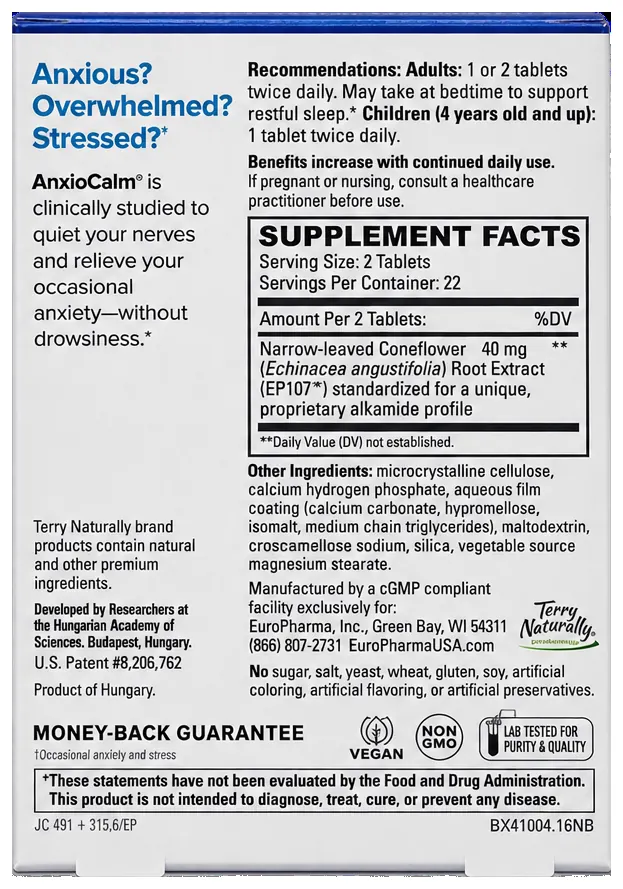 Anxious?
Overwhelmed?
Stressed?*
AnxioCalm® is
clinically studied to
quiet your nerves
and relieve your
occasional
anxiety—without
drowsiness.*
Terry Naturally brand
products contain natural
and other premium
ingredients.
Developed by Researchers at
the Hungarian Academy of
Sciences. Budapest, Hungary.
U.S. Patent #8,206,762
Product of Hungary.
Recommendations: Adults: 1 or 2 tablets
twice daily. May take at bedtime to support
restful sleep.* Children (4 years old and up):
1 tablet twice daily.
Benefits increase with continued daily use.
If pregnant or nursing, consult a healthcare
practitioner before use.
SUPPLEMENT FACTS
Serving Size: 2 Tablets
Servings Per Container: 22
Amount Per 2 Tablets: %DV
Narrow-leaved Coneflower 40 mg **
(Echinacea angustifolia) Root Extract
(EP107™) standardized for a unique,
proprietary alkamide profile
**Daily Value (DV) not established.
Other Ingredients: microcrystalline cellulose,
calcium hydrogen phosphate, aqueous film
coating (calcium carbonate, hypromellose,
isomalt, medium chain triglycerides), maltodextrin,
croscamellose sodium, silica, vegetable source
magnesium stearate.
Manufactured by a cGMP compliant
facility exclusively for:
EuroPharma, Inc., Green Bay, WI 54311
(866) 807-2731 EuroPharmaUSA.com
Terry
Naturally®
No sugar, salt, yeast, wheat, gluten, soy, artificial
coloring, artificial flavoring, or artificial preservatives.
MONEY-BACK GUARANTEE
†Occasional anxiety and stress
VEGAN
NON
GMO
LAB TESTED FOR
PURITY & QUALITY
⁺These statements have not been evaluated by the Food and Drug Administration.
This product is not intended to diagnose, treat, cure, or prevent any disease.
JC 491 + 315,6/EP
BX41004.16NB